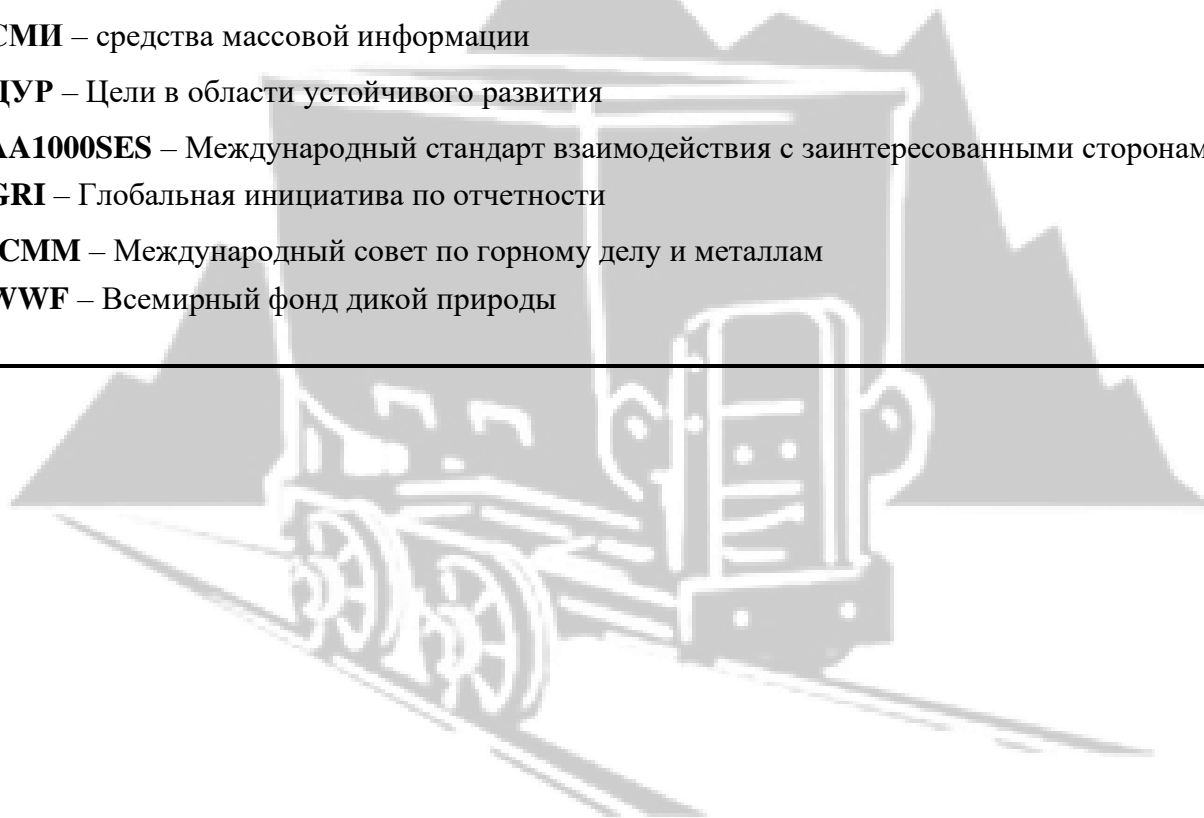 СМИ – средства массовой информации
ЦУР – Цели в области устойчивого развития
AA1000SES – Международный стандарт взаимодействия с заинтересованными сторонам
GRI – Глобальная инициатива по отчетности
ICMM – Международный совет по горному делу и металлам
WWF – Всемирный фонд дикой природы